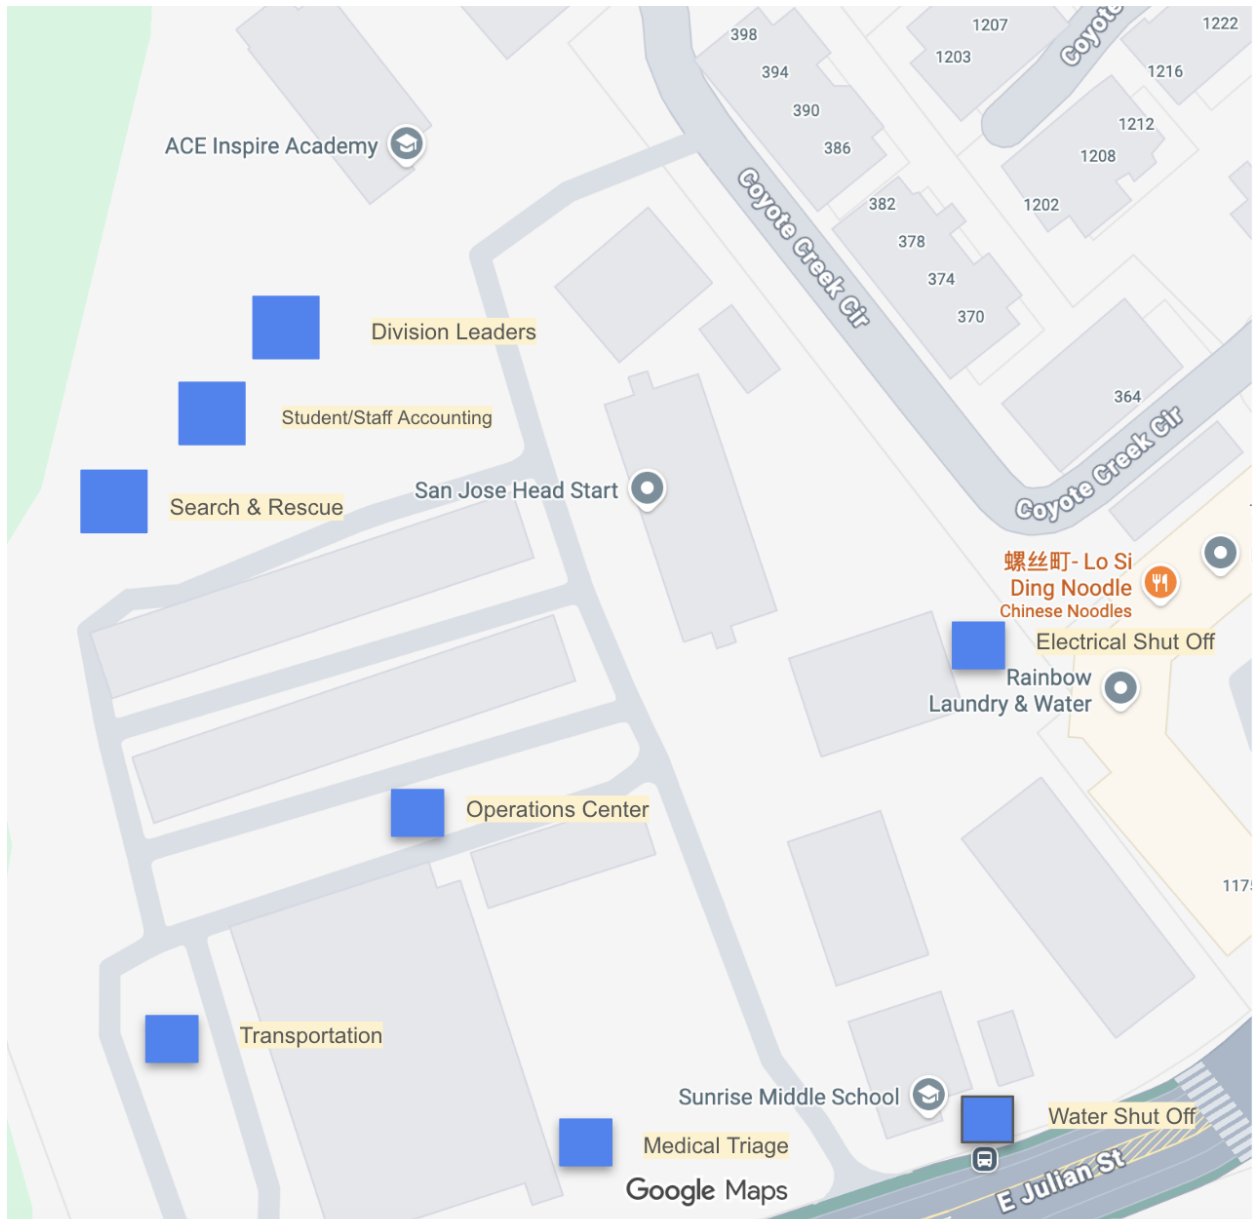 398
394
390
386
1207
1203
Coyote
1222
1216
1212
1208
1202
ACE Inspire Academy
Coyote Creek Cir
382
378
374
370
364
Coyote Creek Cir
Division Leaders
Student/Staff Accounting
Search & Rescue
San Jose Head Start
螺丝町- Lo Si
Ding Noodle
Chinese Noodles
Electrical Shut Off
Rainbow
Laundry & Water
Operations Center
1175
Transportation
Sunrise Middle School
Water Shut Off
Medical Triage
E Julian St
Google Maps